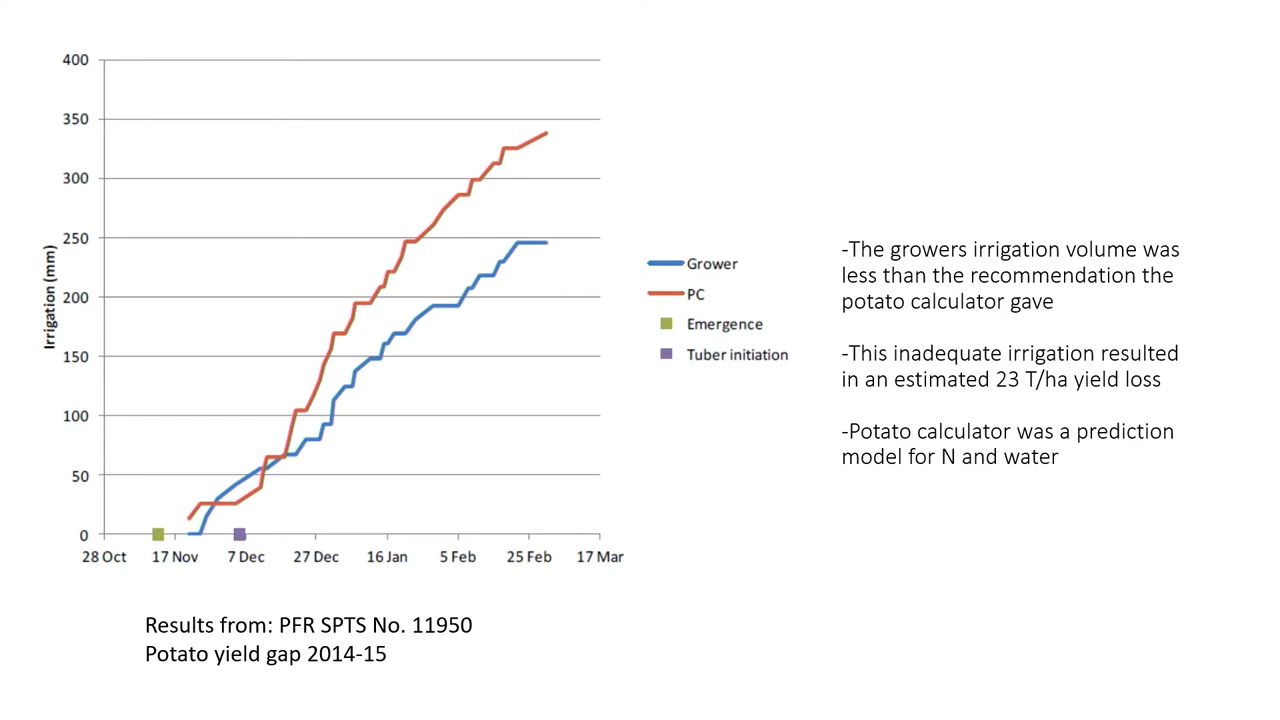 400
350
300
250
200
150
100
50
0
Irrigation (mm)
28 Oct
17 Nov
7 Dec
27 Dec
16 Jan
5 Feb
25 Feb
17 Mar
Grower
PC
Emergence
Tuber initiation
-The growers irrigation volume was
less than the recommendation the
potato calculator gave
-This inadequate irrigation resulted
in an estimated 23 T/ha yield loss
-Potato calculator was a prediction
model for N and water
Results from: PFR SPTS No. 11950
Potato yield gap 2014-15